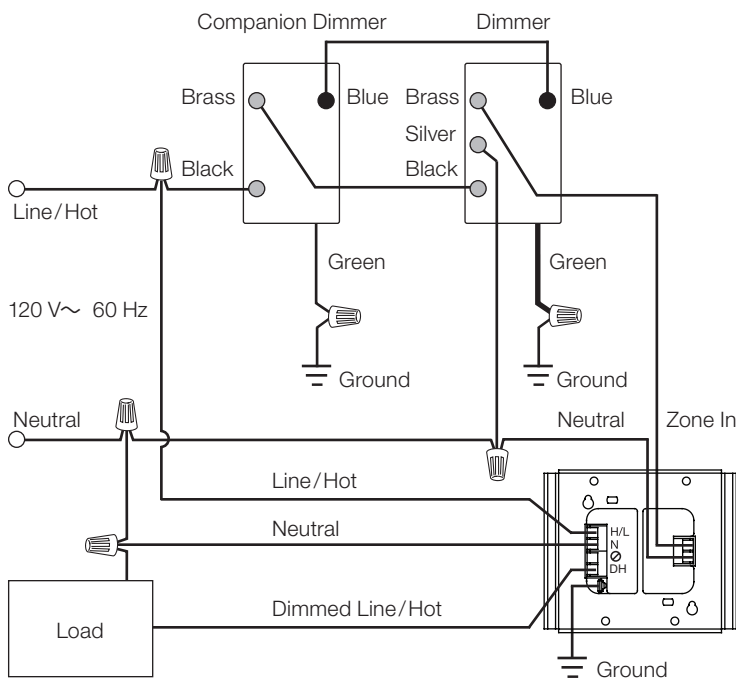 Companion Dimmer
Dimmer
Brass
Blue
Brass
Blue
Silver
Black
Black
Line/Hot
Green
Green
120 V~ 60 Hz
Ground
Ground
Neutral
Neutral
Zone In
Line/Hot
H/L
Neutral
N
DH
Dimmed Line/Hot
Load
Ground